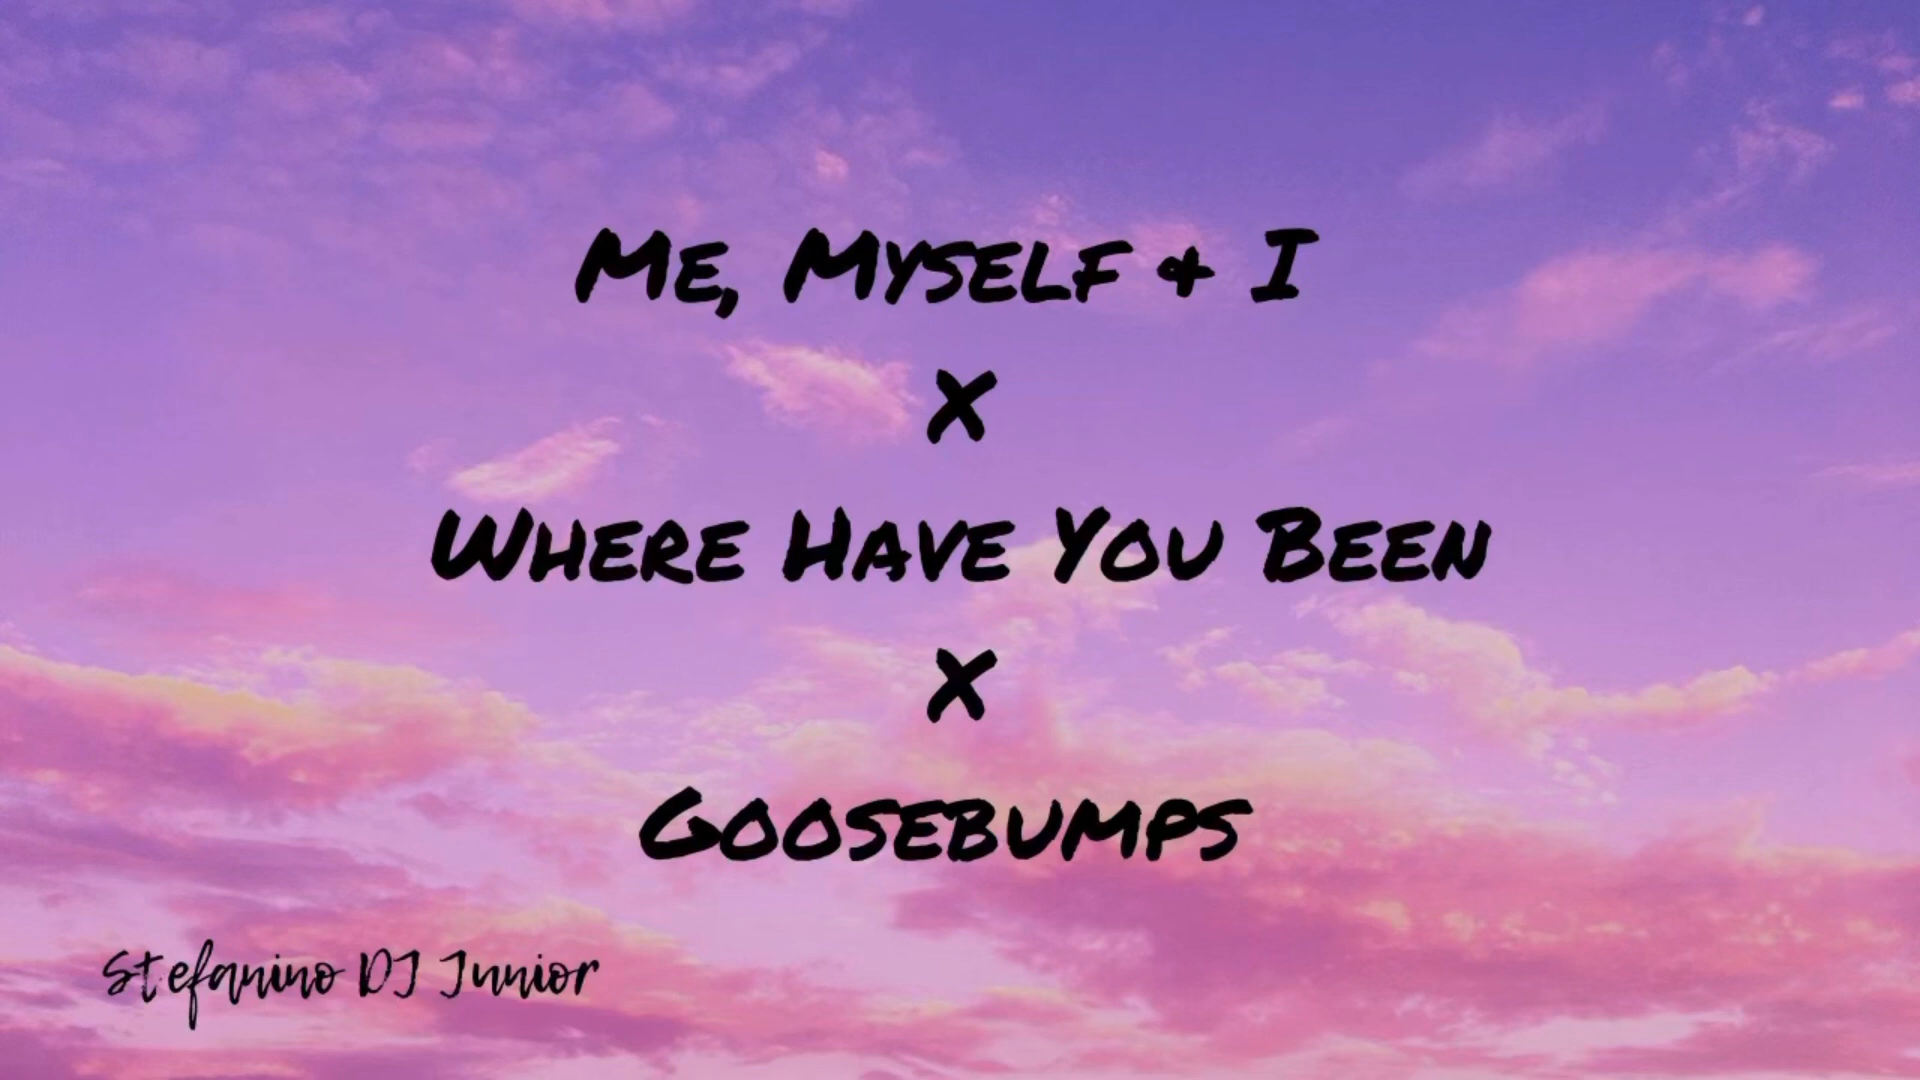 Me, Myself & I
x
Where Have You Been
x
Goosebumps
Stefanino DJ Junior